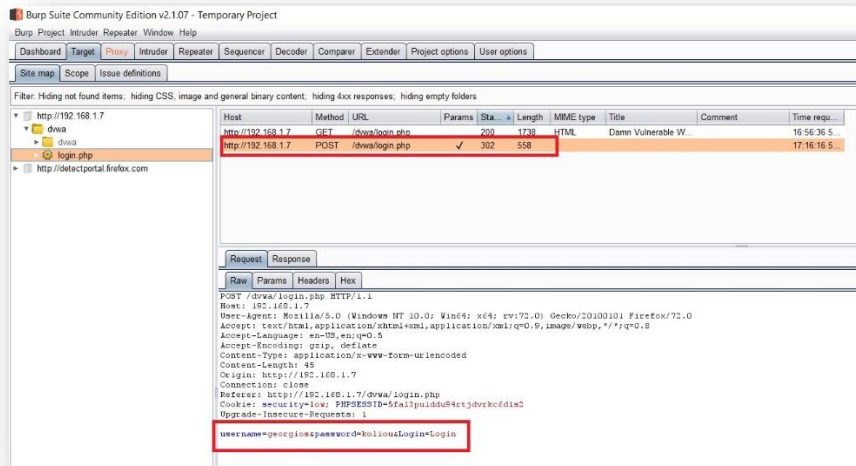 Burp Suite Community Edition v2.1.07 - Temporary Project
Burp Project Intruder Repeater Window Help
Dashboard Target Proxy Intruder Repeater Sequencer Decoder Comparer Extender Project options User options
Site map Scope Issue definitions
Filter: Hiding not found items; hiding CSS, image and general binary content; hiding 4xx responses; hiding empty folders
http://192.168.1.7
dvwa
dvwa
login.php
http://detectportal.firefox.com
Host Method URL Params Sta... Length MIME type Title Comment Time requ...
http://192.168.1.7 GET /dvwa/login.php 200 1738 HTML Damn Vulnerable W... 16:56:36 5...
http://192.168.1.7 POST /dvwa/login.php ✓ 302 558 17:16:16 5...
Request Response
Raw Params Headers Hex
POST /dvwa/login.php HTTP/1.1
Host: 192.168.1.7
User-Agent: Mozilla/5.0 (Windows NT 10.0; Win64; x64; rv:72.0) Gecko/20100101 Firefox/72.0
Accept: text/html,application/xhtml+xml,application/xml;q=0.9,image/webp,*/*;q=0.8
Accept-Language: en-US,en;q=0.5
Accept-Encoding: gzip, deflate
Content-Type: application/x-www-form-urlencoded
Content-Length: 45
Origin: http://192.168.1.7
Connection: close
Referer: http://192.168.1.7/dvwa/login.php
Cookie: security=low; PHPSESSID=
Upgrade-Insecure-Requests: 1
username=georgios&password=koliou&Login=Login